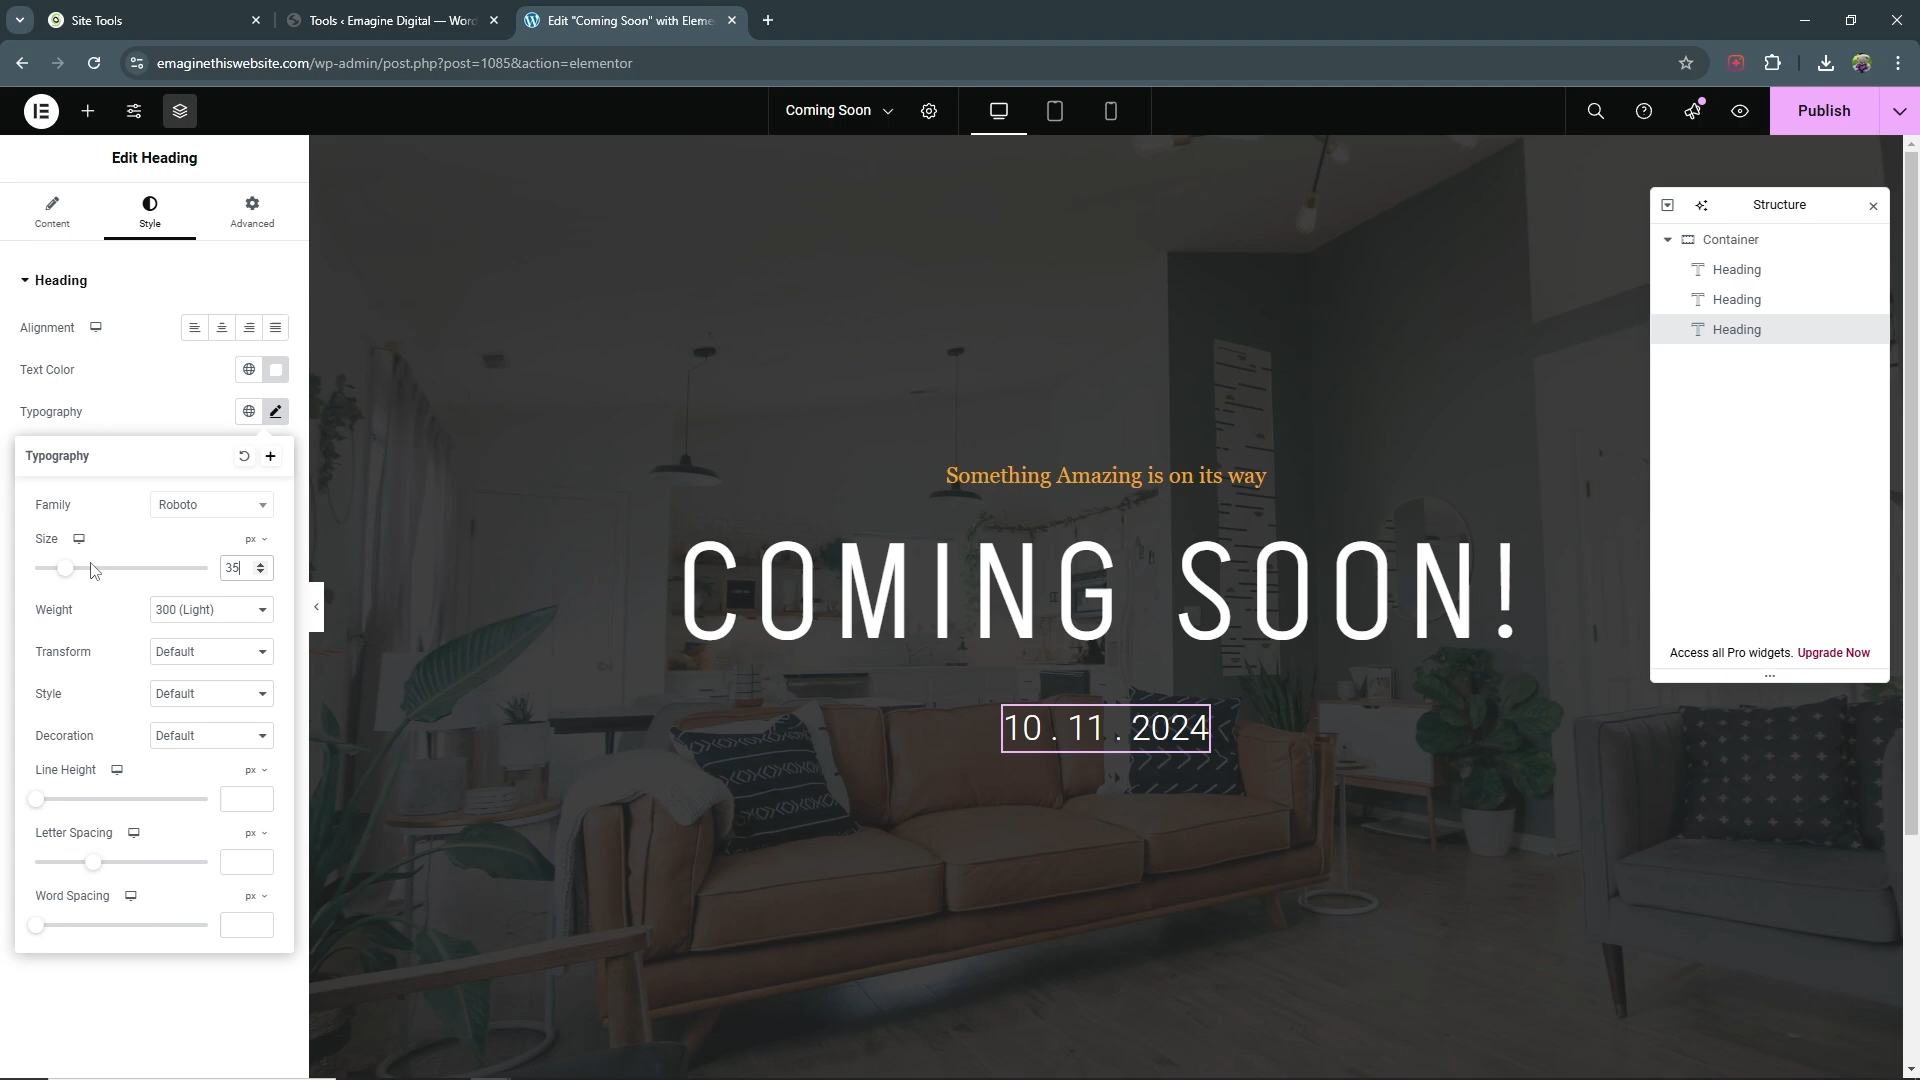 Site Tools
Tools ‹ Emagine Digital — Word
Edit "Coming Soon" with Eleme
emaginethiswebsite.com/wp-admin/post.php?post=1085&action=elementor
Coming Soon
Publish
Edit Heading
Content
Style
Advanced
Heading
Alignment
Text Color
Typography
Typography
Family
Roboto
Size
px
35
Weight
300 (Light)
Transform
Default
Style
Default
Decoration
Default
Line Height
px
Letter Spacing
px
Word Spacing
px
Something Amazing is on its way
COMING SOON!
10 . 11 . 2024
Structure
Container
Heading
Heading
Heading
Access all Pro widgets. Upgrade Now